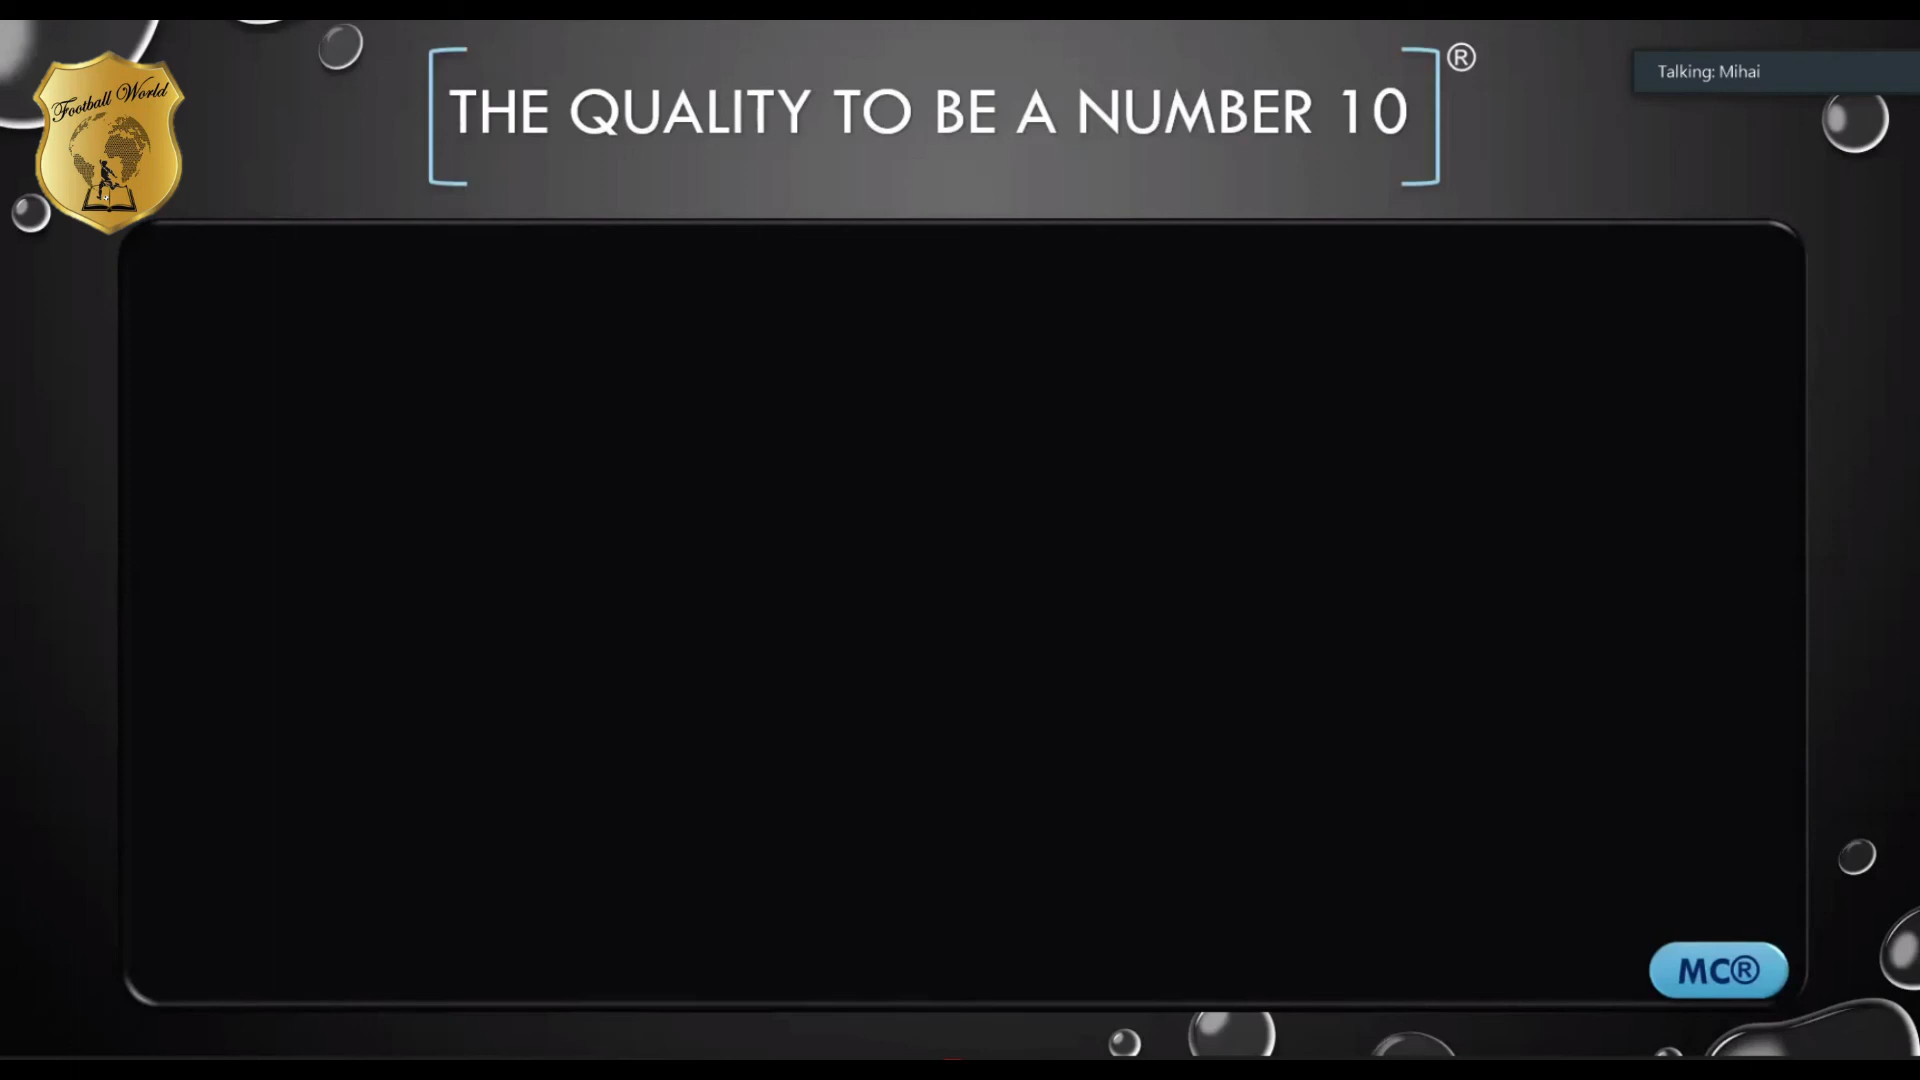 Football World
THE QUALITY TO BE A NUMBER 10
®
Talking: Mihai
MC®